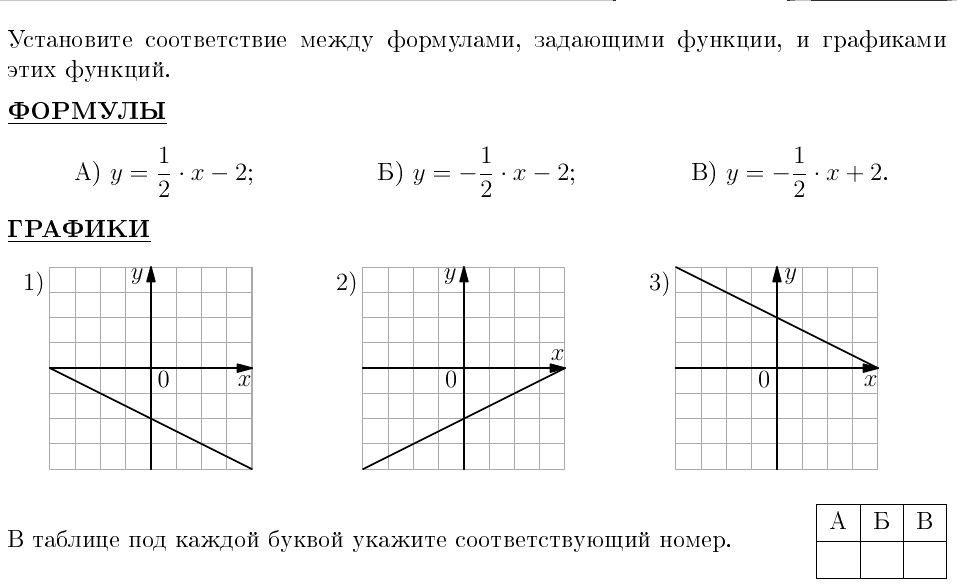 Установите соответствие между формулами, задающими функции, и графиками
этих функций.
ФОРМУЛЫ
А) y = 1/2 · x − 2; Б) y = −1/2 · x − 2; В) y = −1/2 · x + 2.
ГРАФИКИ
1) y 0 x
2) y 0 x
3) y 0 x
В таблице под каждой буквой укажите соответствующий номер.
А Б В